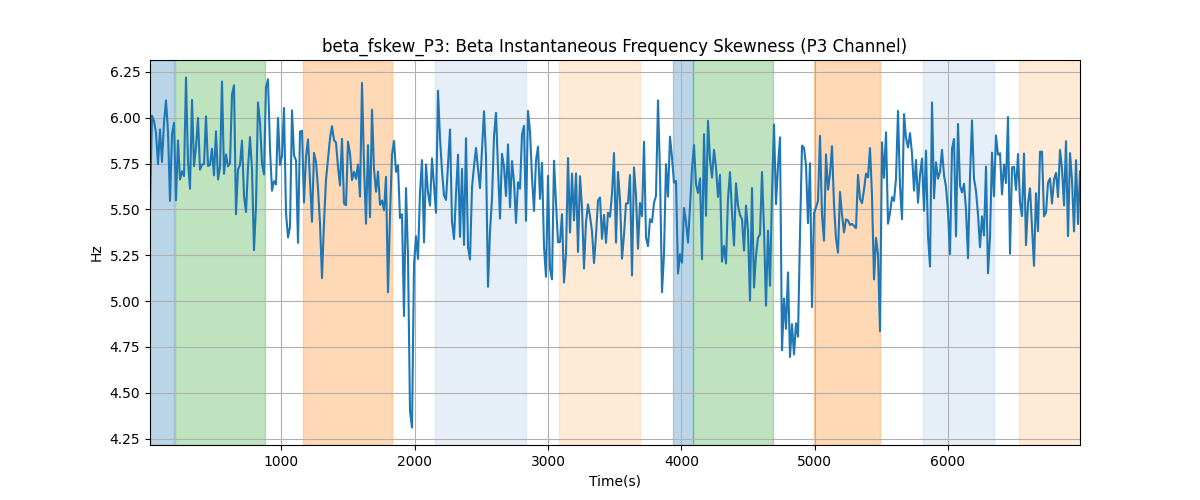 beta_fskew_P3: Beta Instantaneous Frequency Skewness (P3 Channel)
6.25
6.00
5.75
5.50
5.25
5.00
4.75
4.50
4.25
Hz
1000 2000 3000 4000 5000 6000
Time(s)